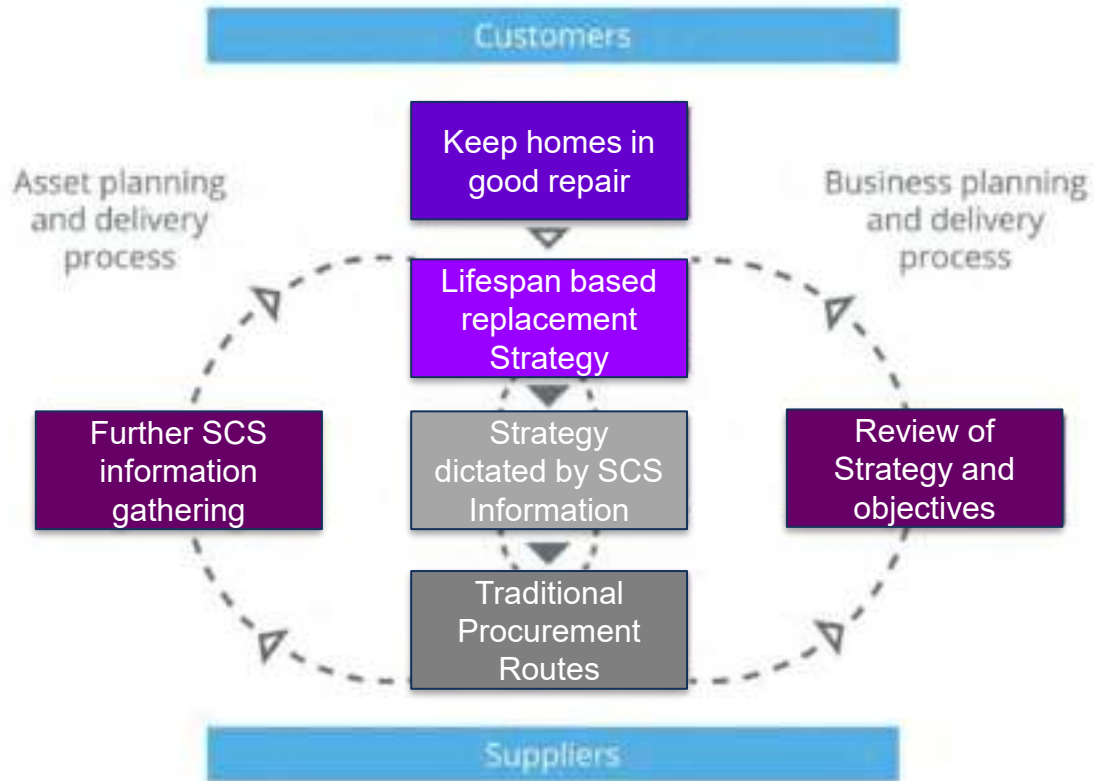 Customers
Keep homes in
good repair
Asset planning
and delivery
process
Business planning
and delivery
process
Lifespan based
replacement
Strategy
Further SCS
information
gathering
Strategy
dictated by SCS
Information
Review of
Strategy and
objectives
Traditional
Procurement
Routes
Suppliers